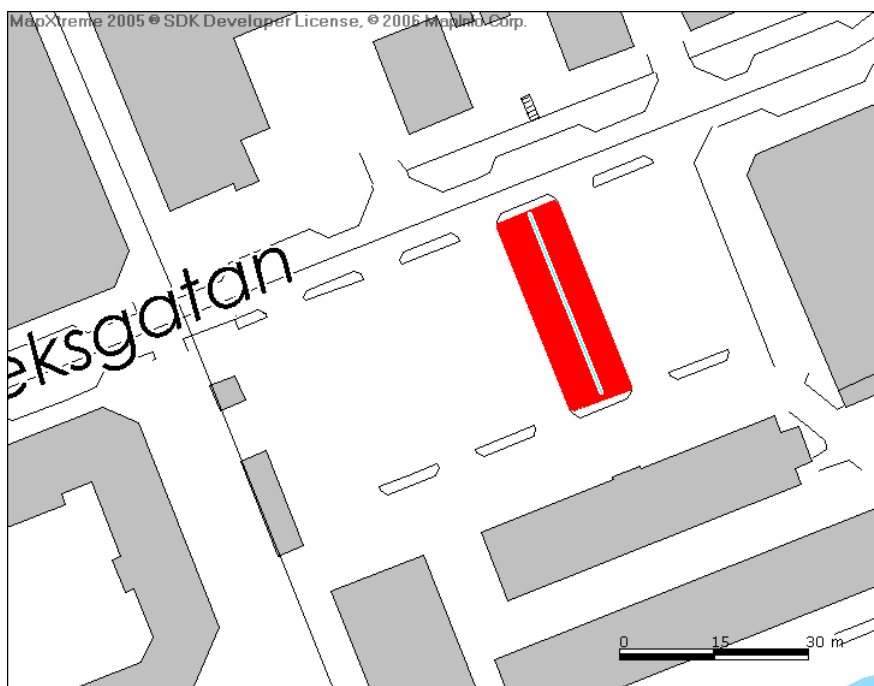 MapXtreme 2005 ® SDK Developer License, © 2006 MapInfo Corp.
eksgatan
0 15 30 m